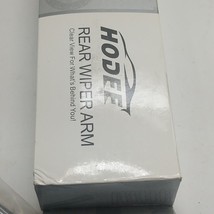 HODEE
REAR WIPER ARM
Clear View For What's Behind You!